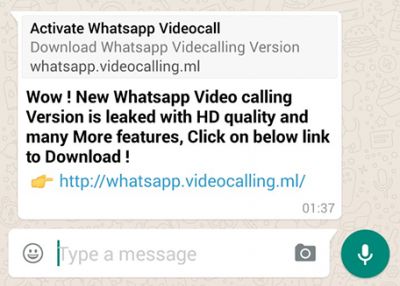 Activate Whatsapp Videocall
Download Whatsapp Videcalling Version
whatsapp.videocalling.ml
Wow ! New Whatsapp Video calling
Version is leaked with HD quality and
many More features, Click on below link
to Download !
👉 http://whatsapp.videocalling.ml/
01:37
Type a message